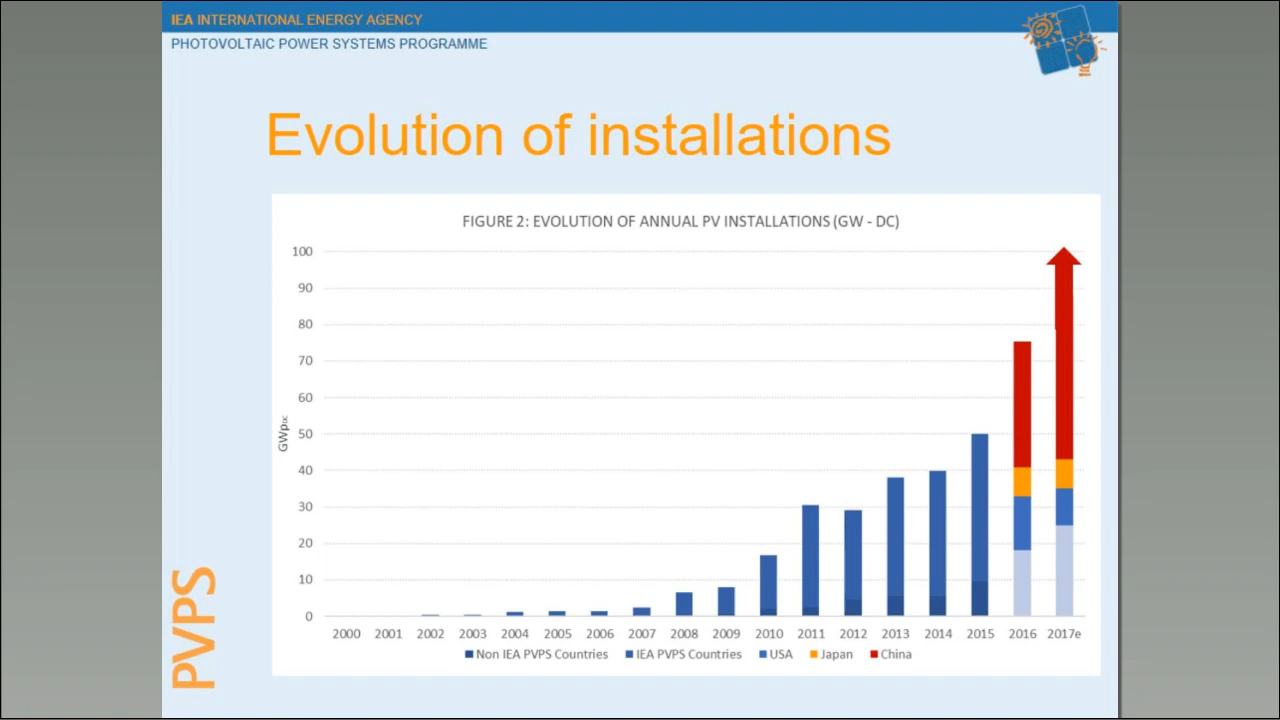 IEA INTERNATIONAL ENERGY AGENCY
PHOTOVOLTAIC POWER SYSTEMS PROGRAMME
Evolution of installations
FIGURE 2: EVOLUTION OF ANNUAL PV INSTALLATIONS (GW - DC)
100
90
80
70
60
50
40
30
20
10
0
GWpDC
2000 2001 2002 2003 2004 2005 2006 2007 2008 2009 2010 2011 2012 2013 2014 2015 2016 2017e
Non IEA PVPS Countries IEA PVPS Countries USA Japan China
PVPS